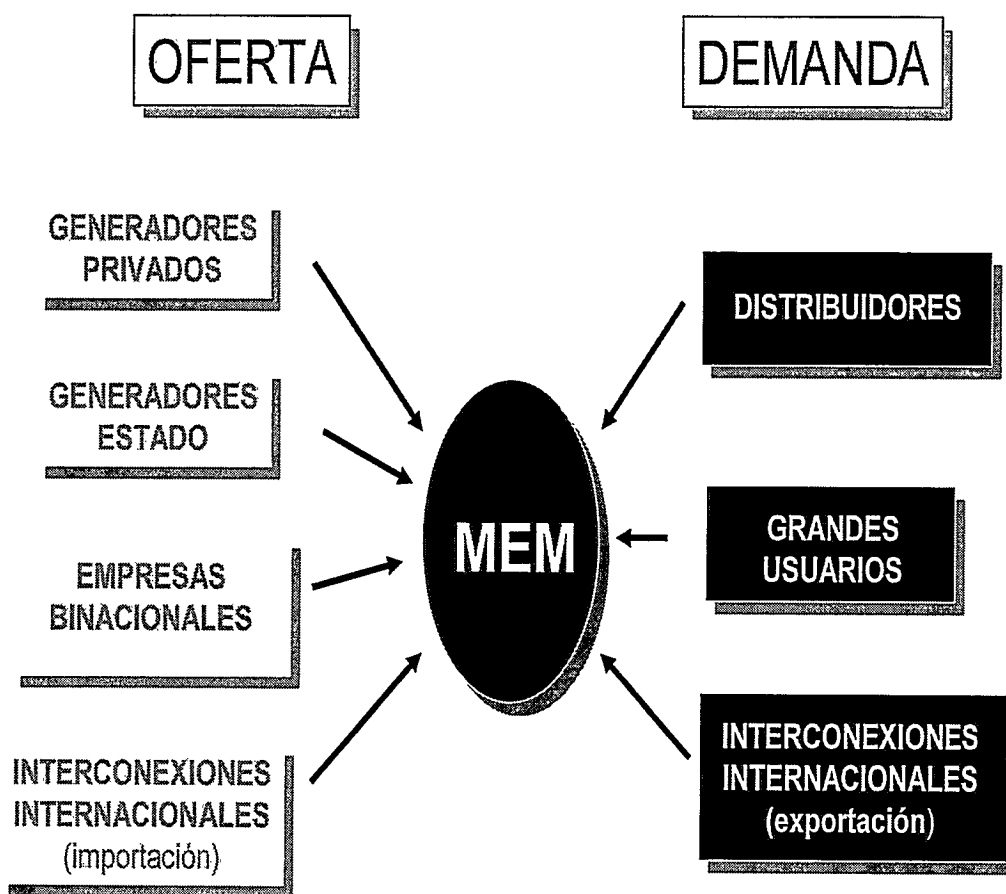 OFERTA
DEMANDA
GENERADORES
PRIVADOS
GENERADORES
ESTADO
EMPRESAS
BINACIONALES
INTERCONEXIONES
INTERNACIONALES
(importación)
MEM
DISTRIBUIDORES
GRANDES
USUARIOS
INTERCONEXIONES
INTERNACIONALES
(exportación)